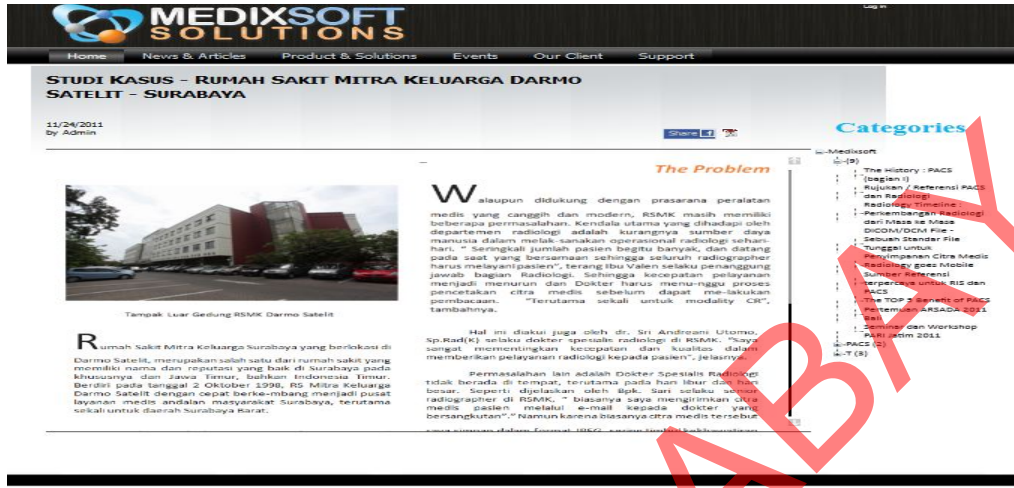 Log in
MEDIXSOFT
SOLUTIONS
Home News & Articles Product & Solutions Events Our Client Support
STUDI KASUS - RUMAH SAKIT MITRA KELUARGA DARMO
SATELIT - SURABAYA
11/24/2011
by Admin
Share
Tampak Luar Gedung RSMK Darmo Satelit
Rumah Sakit Mitra Keluarga Surabaya yang berlokasi di
Darmo Satelit, merupakan salah satu dari rumah sakit yang
memiliki nama dan reputasi yang baik di Surabaya pada
khususnya dan Jawa Timur, bahkan Indonesia Timur.
Berdiri pada tanggal 2 Oktober 1998, RS Mitra Keluarga
Darmo Satelit dengan cepat berke-mbang menjadi pusat
layanan medis andalan masyarakat Surabaya, terutama
sekali untuk daerah Surabaya Barat.
The Problem
Walaupun didukung dengan prasarana peralatan
medis yang canggih dan modern, RSMK masih memiliki
beberapa permasalahan. Kendala utama yang dihadapi oleh
departemen radiologi adalah kurangnya sumber daya
manusia dalam melak-sanakan operasional radiologi sehari-
hari. " Seringkali jumlah pasien begitu banyak, dan datang
pada saat yang bersamaan sehingga seluruh radiographer
harus melayani pasien", terang Ibu Valen selaku penanggung
jawab bagian Radiologi. Sehingga kecepatan pelayanan
menjadi menurun dan Dokter harus menu-nggu proses
pencetakan citra medis sebelum dapat me-lakukan
pembacaan. "Terutama sekali untuk modality CR",
tambahnya.
Hal ini diakui juga oleh dr. Sri Andreani Utomo,
Sp.Rad(K) selaku dokter spesialis radiologi di RSMK. "Saya
sangat mementingkan kecepatan dan kualitas dalam
memberikan pelayanan radiologi kepada pasien", jelasnya.
Permasalahan lain adalah Dokter Spesialis Radiologi
tidak berada di tempat, terutama pada hari libur dan hari
besar. Seperti dijelaskan oleh Bpk. Sari selaku senior
radiographer di RSMK, " biasanya saya mengirimkan citra
medis pasien melalui e-mail kepada dokter yang
bersangkutan"." Namun karena biasanya citra medis tersebut
saya simpan dalam format JPEG, sering timbul kekhawatiran
Categories
Medixsoft
(9)
The History : PACS
(bagian I)
Rujukan / Referensi PACS
dan Radiologi
Radiology Timeline :
Perkembangan Radiologi
dari Masa ke Masa
DICOM/DCM File -
Sebuah Standar File
Tunggal untuk
Penyimpanan Citra Medis
Radiology goes Mobile
Sumber Referensi
terpercaya untuk RIS dan
PACS
The TOP 5 Benefit of PACS
Pertemuan ARSADA 2011
Bali
Seminar dan Workshop
PARI Jatim 2011
PACS (2)
T (3)
ABAY